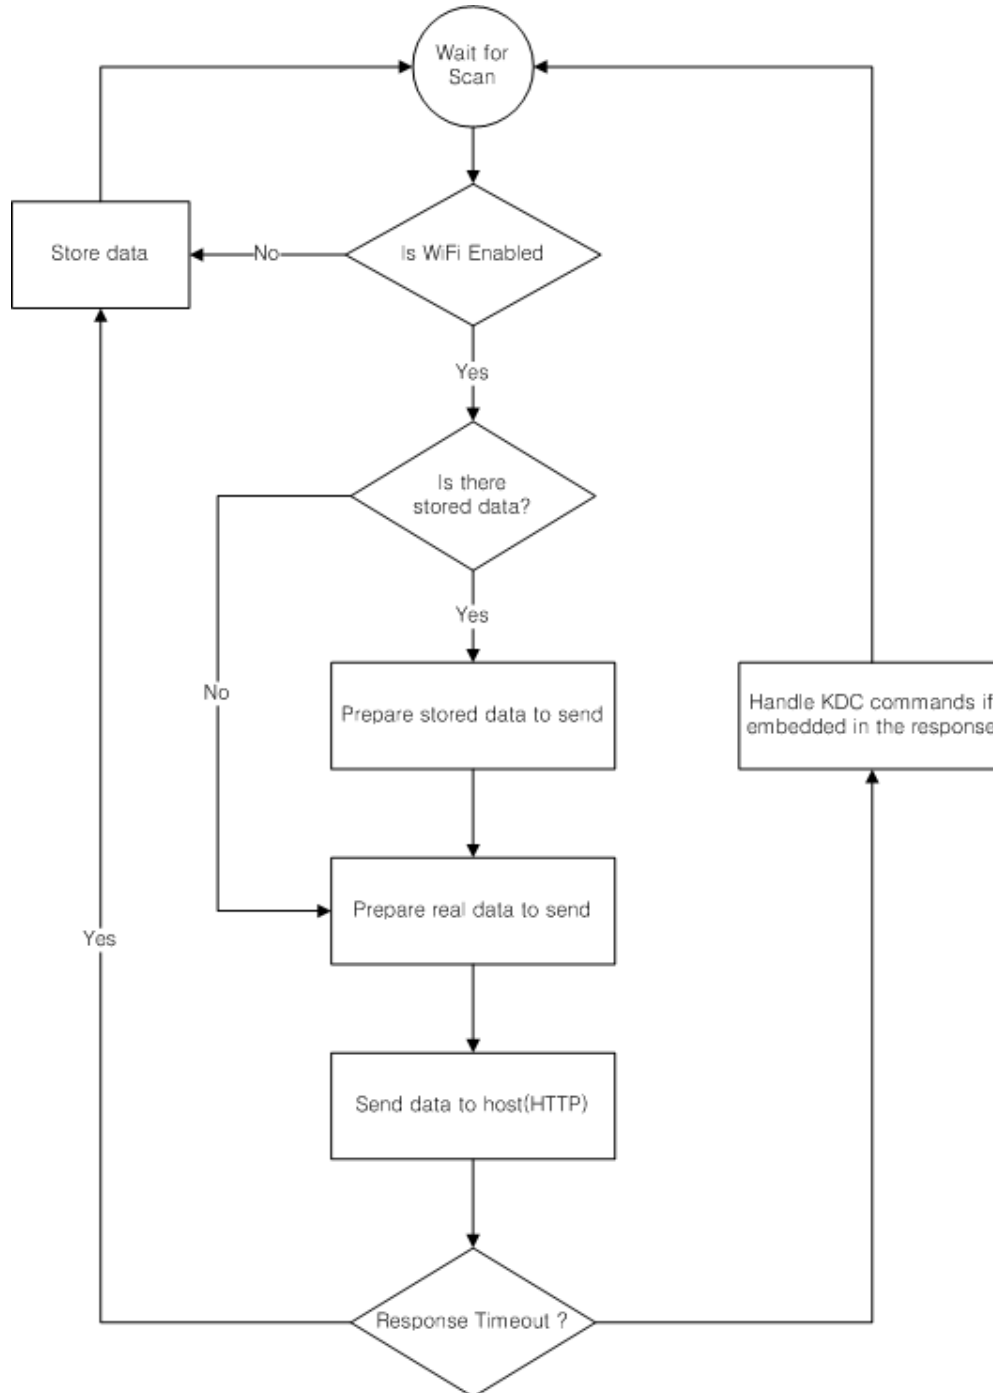 Wait for
Scan
Store data
No
Is WiFi Enabled
Yes
Is there
stored data?
Yes
No
Prepare stored data to send
Handle KDC commands if
embedded in the response
Prepare real data to send
Yes
Send data to host(HTTP)
Response Timeout ?